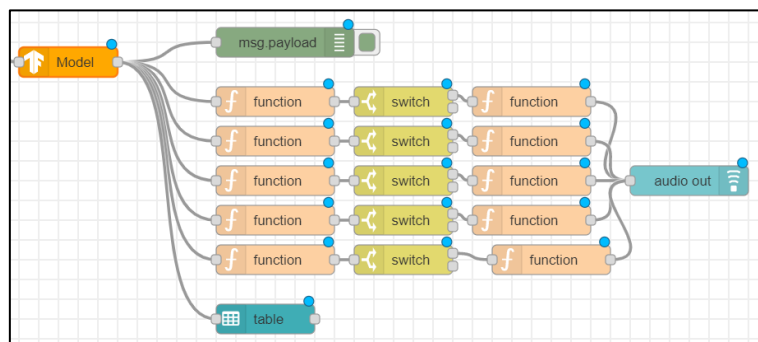 msg.payload
Model
function switch function
function switch function
function switch function
audio out
function switch function
function switch function
table